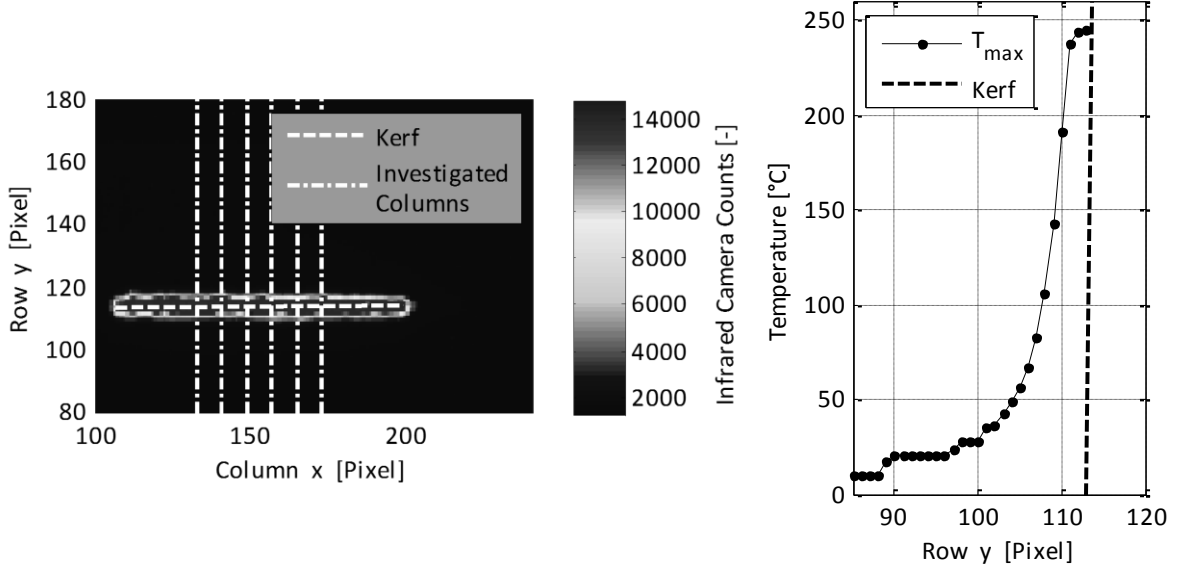 180
160
140
120
100
80
100
150
200
Row y [Pixel]
Column x [Pixel]
Kerf
Investigated
Columns
14000
12000
10000
8000
6000
4000
2000
Infrared Camera Counts [-]
250
200
150
100
50
0
90
100
110
120
Temperature [°C]
Row y [Pixel]
T_max
Kerf